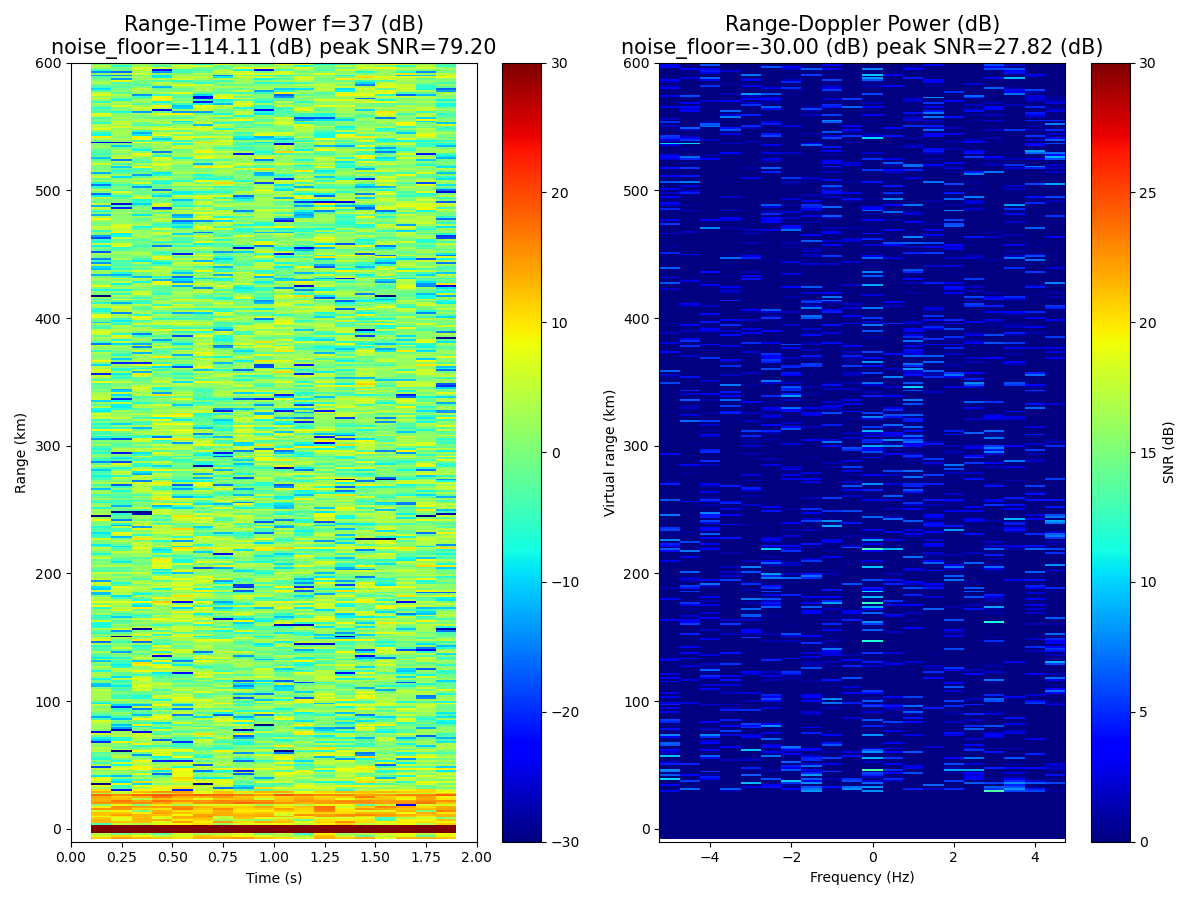 Range-Time Power f=37 (dB)
noise_floor=-114.11 (dB) peak SNR=79.20
600
500
400
300
200
100
0
Range (km)
0.00 0.25 0.50 0.75 1.00 1.25 1.50 1.75 2.00
Time (s)
30
20
10
0
−10
−20
−30
Range-Doppler Power (dB)
noise_floor=-30.00 (dB) peak SNR=27.82 (dB)
600
500
400
300
200
100
0
Virtual range (km)
−4 −2 0 2 4
Frequency (Hz)
30
25
20
15
10
5
0
SNR (dB)